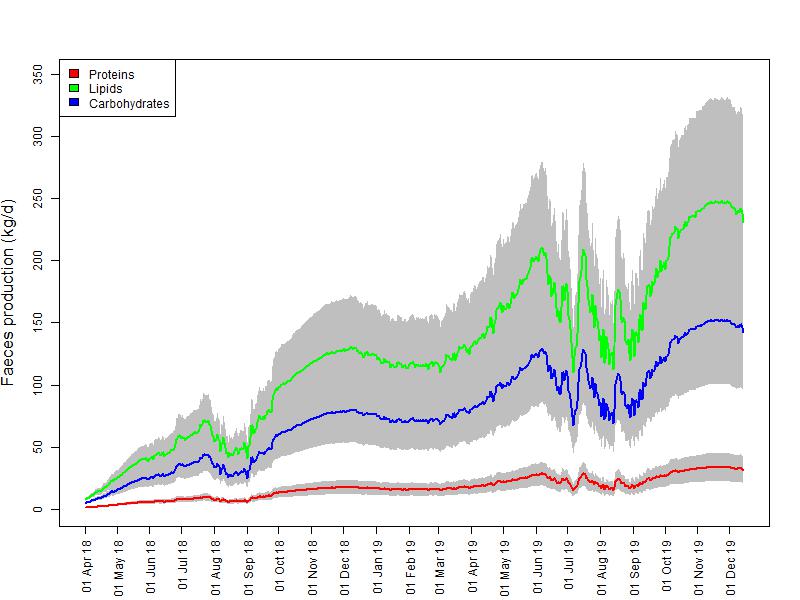 Proteins
Lipids
Carbohydrates
Faeces production (kg/d)
350
300
250
200
150
100
50
0
01 Apr 18
01 May 18
01 Jun 18
01 Jul 18
01 Aug 18
01 Sep 18
01 Oct 18
01 Nov 18
01 Dec 18
01 Jan 19
01 Feb 19
01 Mar 19
01 Apr 19
01 May 19
01 Jun 19
01 Jul 19
01 Aug 19
01 Sep 19
01 Oct 19
01 Nov 19
01 Dec 19